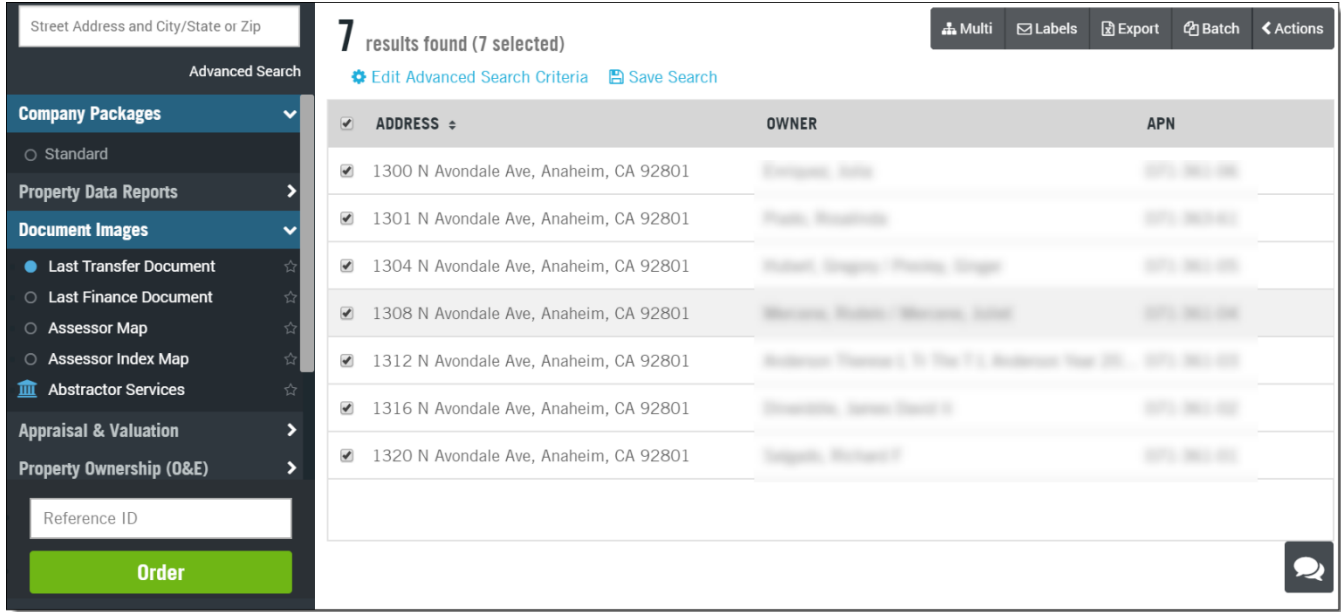 Street Address and City/State or Zip
Advanced Search
Company Packages
Standard
Property Data Reports
Document Images
Last Transfer Document
Last Finance Document
Assessor Map
Assessor Index Map
Abstractor Services
Appraisal & Valuation
Property Ownership (O&E)
Reference ID
Order
7 results found (7 selected)
Multi Labels Export Batch Actions
Edit Advanced Search Criteria Save Search
ADDRESS OWNER APN
1300 N Avondale Ave, Anaheim, CA 92801
1301 N Avondale Ave, Anaheim, CA 92801
1304 N Avondale Ave, Anaheim, CA 92801
1308 N Avondale Ave, Anaheim, CA 92801
1312 N Avondale Ave, Anaheim, CA 92801
1316 N Avondale Ave, Anaheim, CA 92801
1320 N Avondale Ave, Anaheim, CA 92801